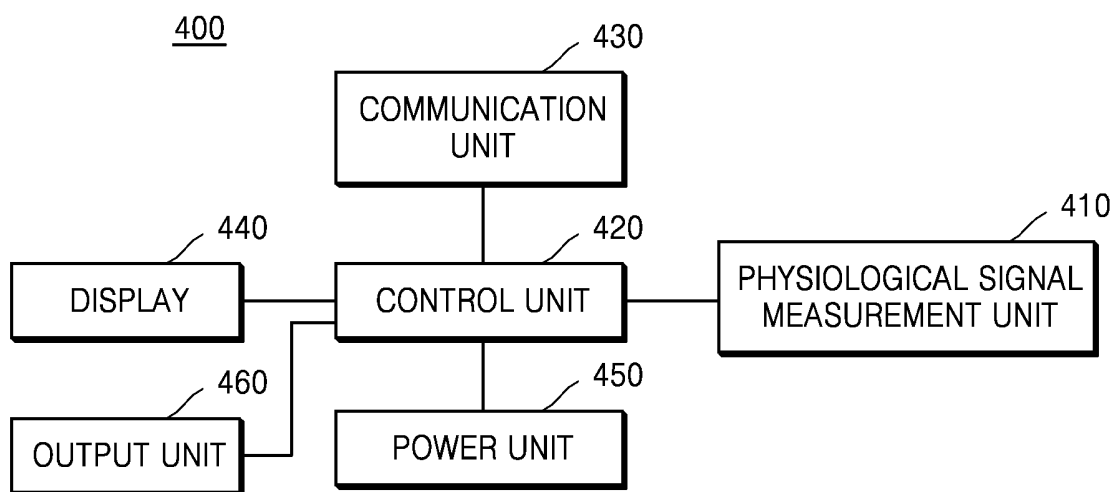 400
430
COMMUNICATION
UNIT
440
420
410
DISPLAY
CONTROL UNIT
PHYSIOLOGICAL SIGNAL
MEASUREMENT UNIT
460
450
OUTPUT UNIT
POWER UNIT